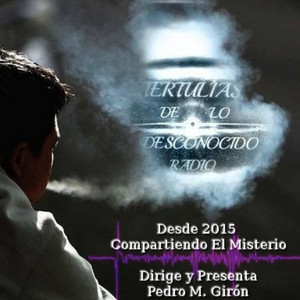 TERTULIAS
DE LO
DESCONOCIDO
RADIO
Desde 2015
Compartiendo El Misterio
Dirige y Presenta
Pedro M. Girón